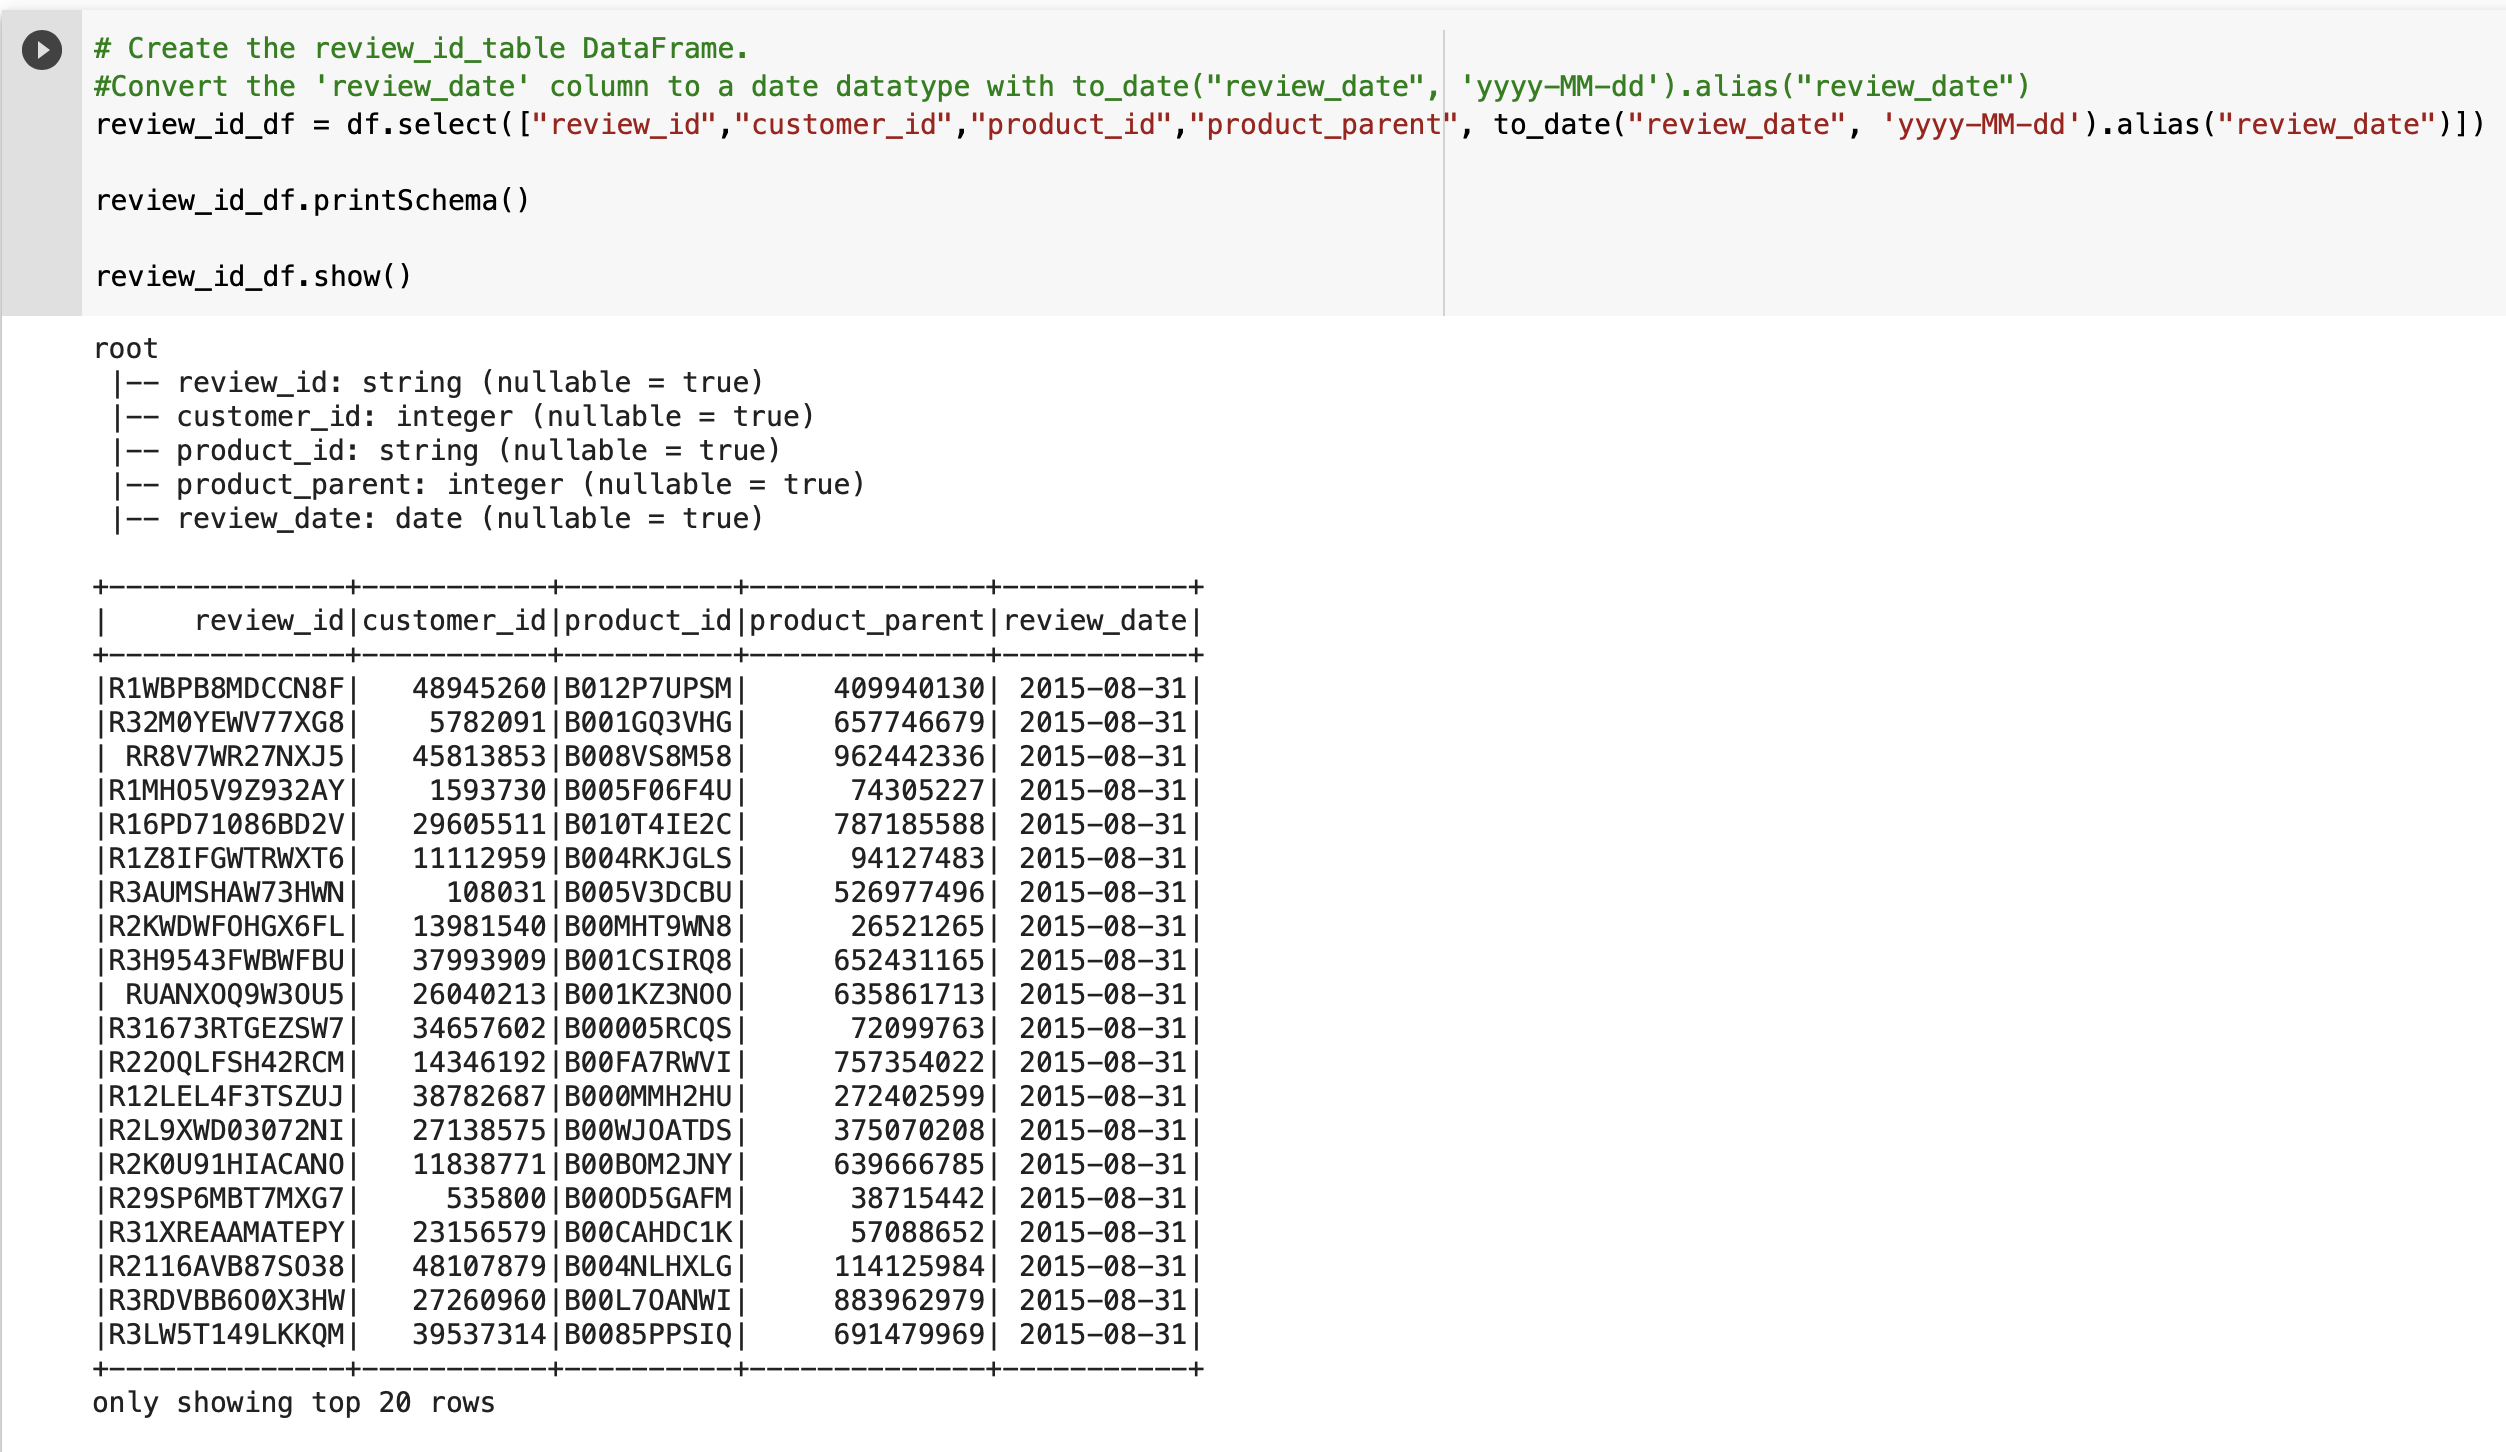 # Create the review_id_table DataFrame.
#Convert the 'review_date' column to a date datatype with to_date("review_date", 'yyyy-MM-dd').alias("review_date")
review_id_df = df.select(["review_id","customer_id","product_id","product_parent", to_date("review_date", 'yyyy-MM-dd').alias("review_date")])
review_id_df.printSchema()
review_id_df.show()
root
 |-- review_id: string (nullable = true)
 |-- customer_id: integer (nullable = true)
 |-- product_id: string (nullable = true)
 |-- product_parent: integer (nullable = true)
 |-- review_date: date (nullable = true)
+--------------+-----------+----------+--------------+-----------+
|     review_id|customer_id|product_id|product_parent|review_date|
+--------------+-----------+----------+--------------+-----------+
|R1WBPB8MDCCN8F|   48945260|B012P7UPSM|     409940130| 2015-08-31|
|R32M0YEWV77XG8|    5782091|B001GQ3VHG|     657746679| 2015-08-31|
| RR8V7WR27NXJ5|   45813853|B008VS8M58|     962442336| 2015-08-31|
|R1MHO5V9Z932AY|    1593730|B005F06F4U|      74305227| 2015-08-31|
|R16PD71086BD2V|   29605511|B010T4IE2C|     787185588| 2015-08-31|
|R1Z8IFGWTRWXT6|   11112959|B004RKJGLS|      94127483| 2015-08-31|
|R3AUMSHAW73HWN|     108031|B005V3DCBU|     526977496| 2015-08-31|
|R2KWDWFOHGX6FL|   13981540|B00MHT9WN8|      26521265| 2015-08-31|
|R3H9543FWBWFBU|   37993909|B001CSIRQ8|     652431165| 2015-08-31|
| RUANXOQ9W3OU5|   26040213|B001KZ3NOO|     635861713| 2015-08-31|
|R31673RTGEZSW7|   34657602|B00005RCQS|      72099763| 2015-08-31|
|R22OQLFSH42RCM|   14346192|B00FA7RWVI|     757354022| 2015-08-31|
|R12LEL4F3TSZUJ|   38782687|B000MMH2HU|     272402599| 2015-08-31|
|R2L9XWD03072NI|   27138575|B00WJOATDS|     375070208| 2015-08-31|
|R2K0U91HIACANO|   11838771|B00BOM2JNY|     639666785| 2015-08-31|
|R29SP6MBT7MXG7|     535800|B00OD5GAFM|      38715442| 2015-08-31|
|R31XREAAMATEPY|   23156579|B00CAHDC1K|      57088652| 2015-08-31|
|R2116AVB87SO38|   48107879|B004NLHXLG|     114125984| 2015-08-31|
|R3RDVBB6O0X3HW|   27260960|B00L7OANWI|     883962979| 2015-08-31|
|R3LW5T149LKKQM|   39537314|B0085PPSIQ|     691479969| 2015-08-31|
+--------------+-----------+----------+--------------+-----------+
only showing top 20 rows